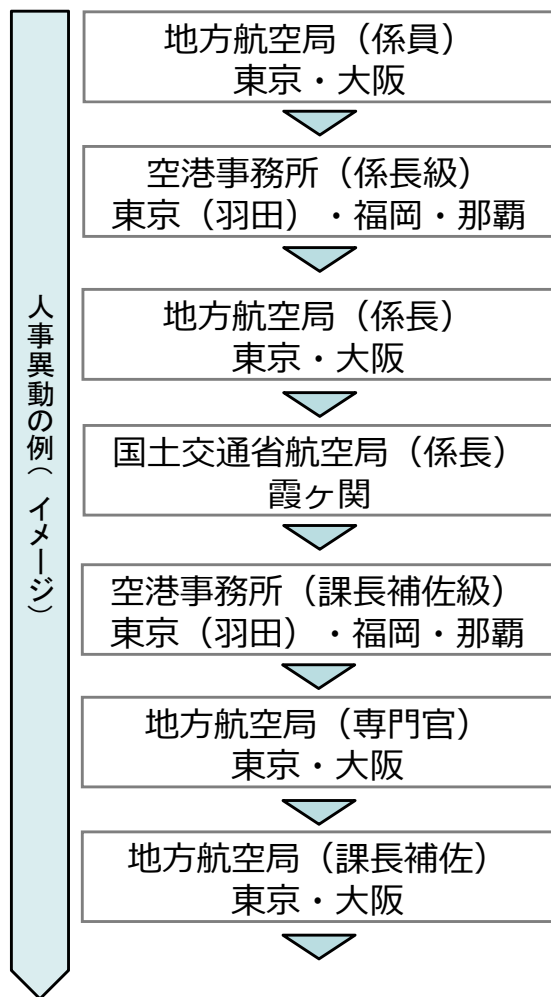 人事異動の例(イメージ)
地方航空局（係員）
東京・大阪
空港事務所（係長級）
東京（羽田）・福岡・那覇
地方航空局（係長）
東京・大阪
国土交通省航空局（係長）
霞ヶ関
空港事務所（課長補佐級）
東京（羽田）・福岡・那覇
地方航空局（専門官）
東京・大阪
地方航空局（課長補佐）
東京・大阪